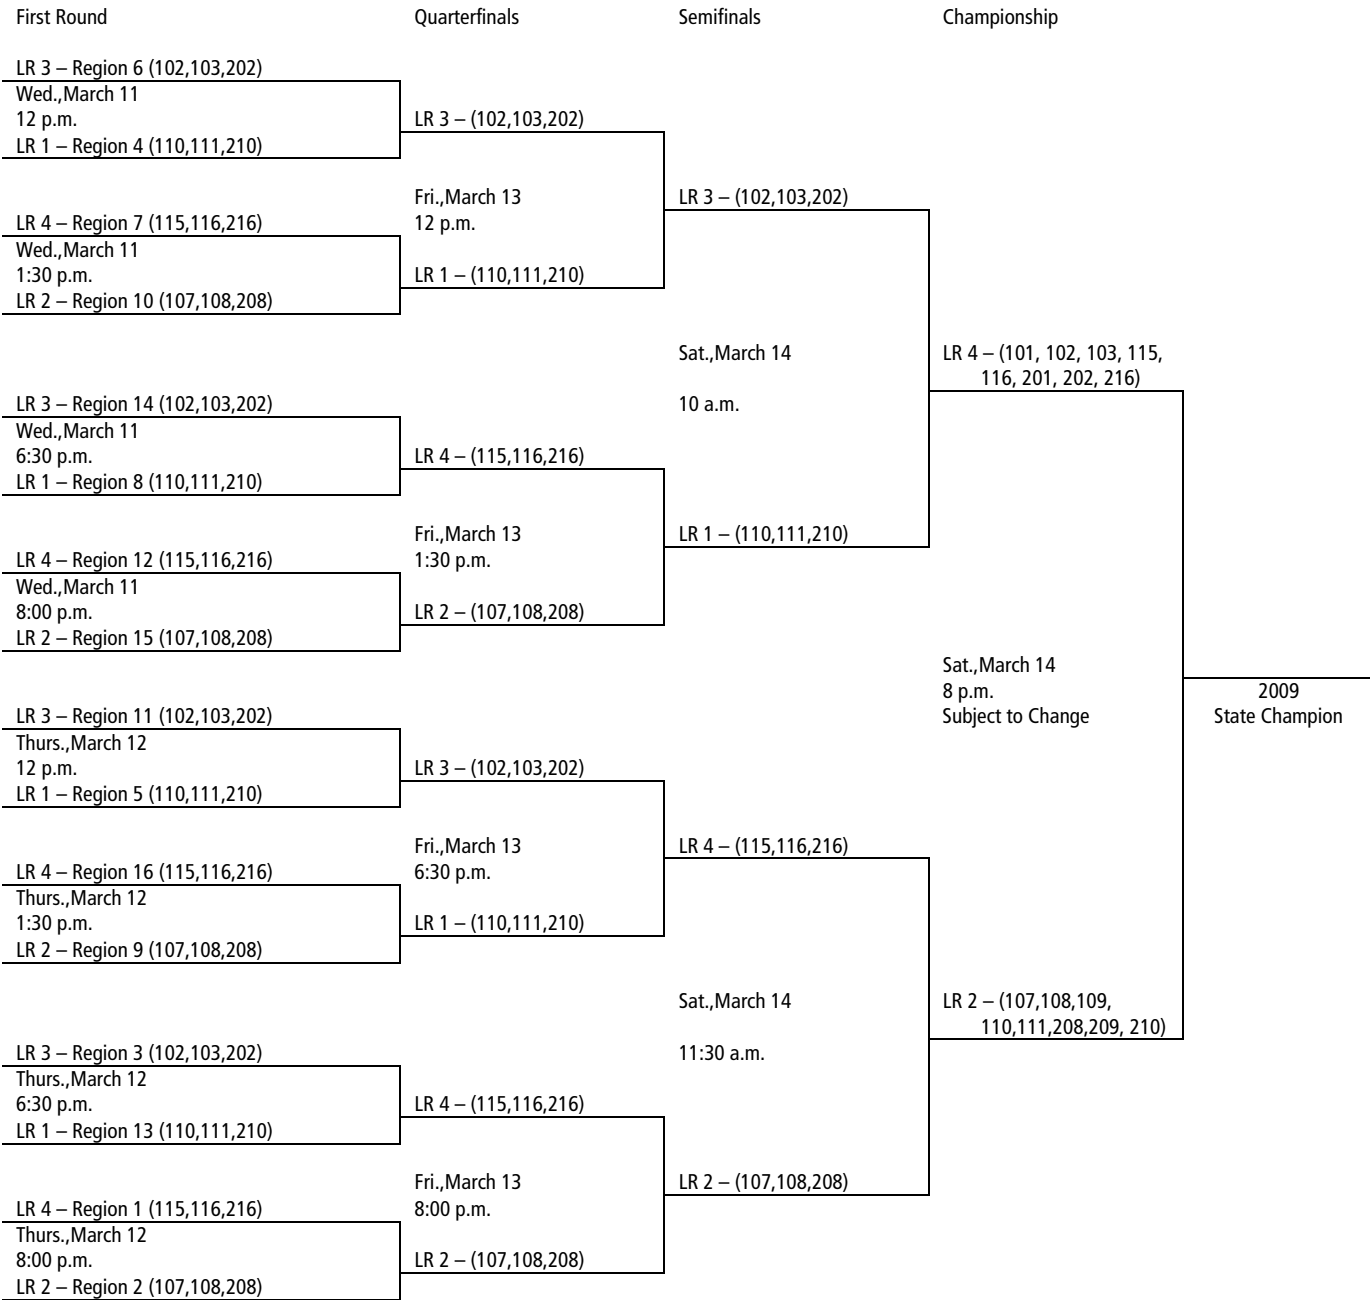 First Round
Quarterfinals
Semifinals
Championship
LR 3 – Region 6 (102,103,202)
Wed.,March 11
12 p.m.
LR 1 – Region 4 (110,111,210)
LR 4 – Region 7 (115,116,216)
Wed.,March 11
1:30 p.m.
LR 2 – Region 10 (107,108,208)
LR 3 – Region 14 (102,103,202)
Wed.,March 11
6:30 p.m.
LR 1 – Region 8 (110,111,210)
LR 4 – Region 12 (115,116,216)
Wed.,March 11
8:00 p.m.
LR 2 – Region 15 (107,108,208)
LR 3 – Region 11 (102,103,202)
Thurs.,March 12
12 p.m.
LR 1 – Region 5 (110,111,210)
LR 4 – Region 16 (115,116,216)
Thurs.,March 12
1:30 p.m.
LR 2 – Region 9 (107,108,208)
LR 3 – Region 3 (102,103,202)
Thurs.,March 12
6:30 p.m.
LR 1 – Region 13 (110,111,210)
LR 4 – Region 1 (115,116,216)
Thurs.,March 12
8:00 p.m.
LR 2 – Region 2 (107,108,208)
LR 3 – (102,103,202)
Fri.,March 13
12 p.m.
LR 1 – (110,111,210)
LR 4 – (115,116,216)
Fri.,March 13
1:30 p.m.
LR 2 – (107,108,208)
LR 3 – (102,103,202)
Fri.,March 13
6:30 p.m.
LR 1 – (110,111,210)
LR 4 – (115,116,216)
Fri.,March 13
8:00 p.m.
LR 2 – (107,108,208)
LR 3 – (102,103,202)
Sat.,March 14
10 a.m.
LR 1 – (110,111,210)
LR 4 – (115,116,216)
Sat.,March 14
11:30 a.m.
LR 2 – (107,108,208)
LR 4 – (101, 102, 103, 115,
116, 201, 202, 216)
Sat.,March 14
8 p.m.
Subject to Change
LR 2 – (107,108,109,
110,111,208,209, 210)
2009
State Champion